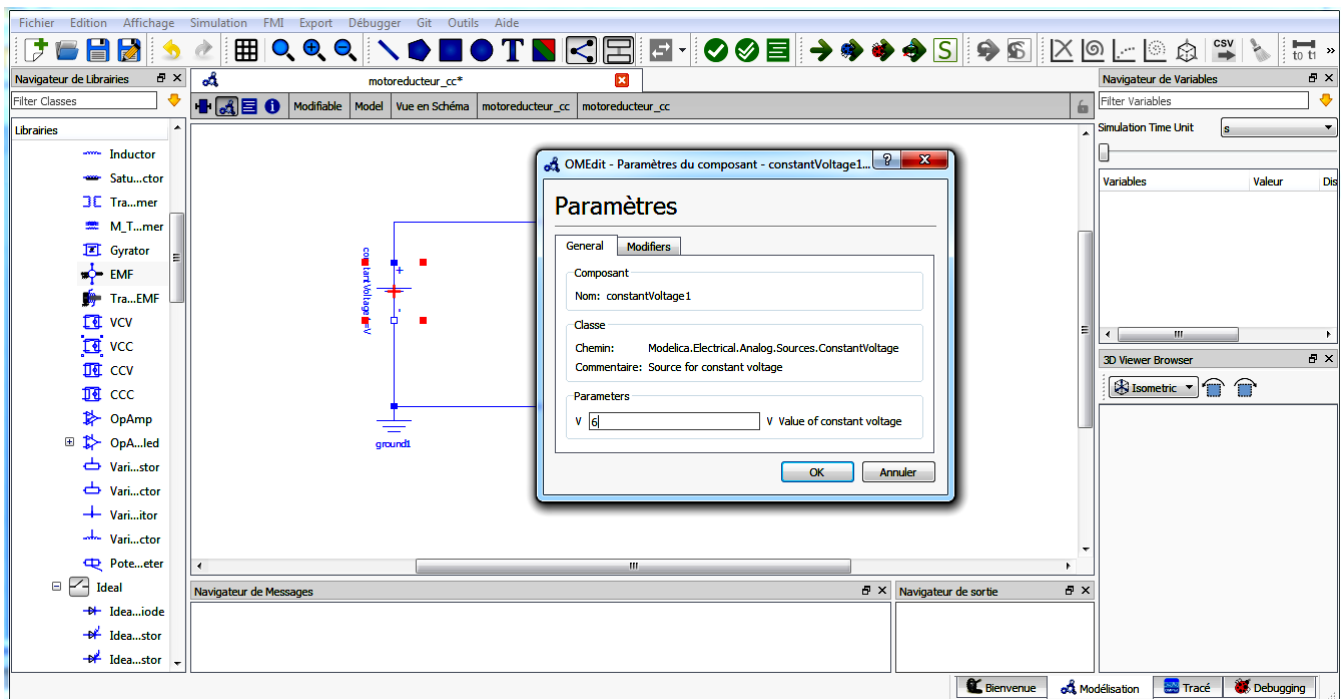 Fichier Edition Affichage Simulation FMI Export Débugger Git Outils Aide
T S S CSV to t1 »
Navigateur de Librairies
motoreducteur_cc*
Navigateur de Variables
Filter Classes
Modifiable Model Vue en Schéma motoreducteur_cc motoreducteur_cc
Filter Variables
Librairies
Simulation Time Unit s
Inductor
Satu...ctor
Tra...mer
M_T...mer
Gyrator
EMF
Tra...EMF
VCV
VCC
CCV
CCC
OpAmp
OpA...led
Vari...stor
Vari...ctor
Vari...itor
Vari...ctor
Pote...eter
Ideal
Idea...iode
Idea...stor
Idea...stor
+
-
ground1
OMEdit - Paramètres du composant - constantVoltage1...
Paramètres
General Modifiers
Composant
Nom: constantVoltage1
Classe
Chemin: Modelica.Electrical.Analog.Sources.ConstantVoltage
Commentaire: Source for constant voltage
Parameters
V 6 V Value of constant voltage
OK Annuler
Variables Valeur Dis
3D Viewer Browser
Isometric
Navigateur de Messages
Navigateur de sortie
Bienvenue Modélisation Tracé Debugging